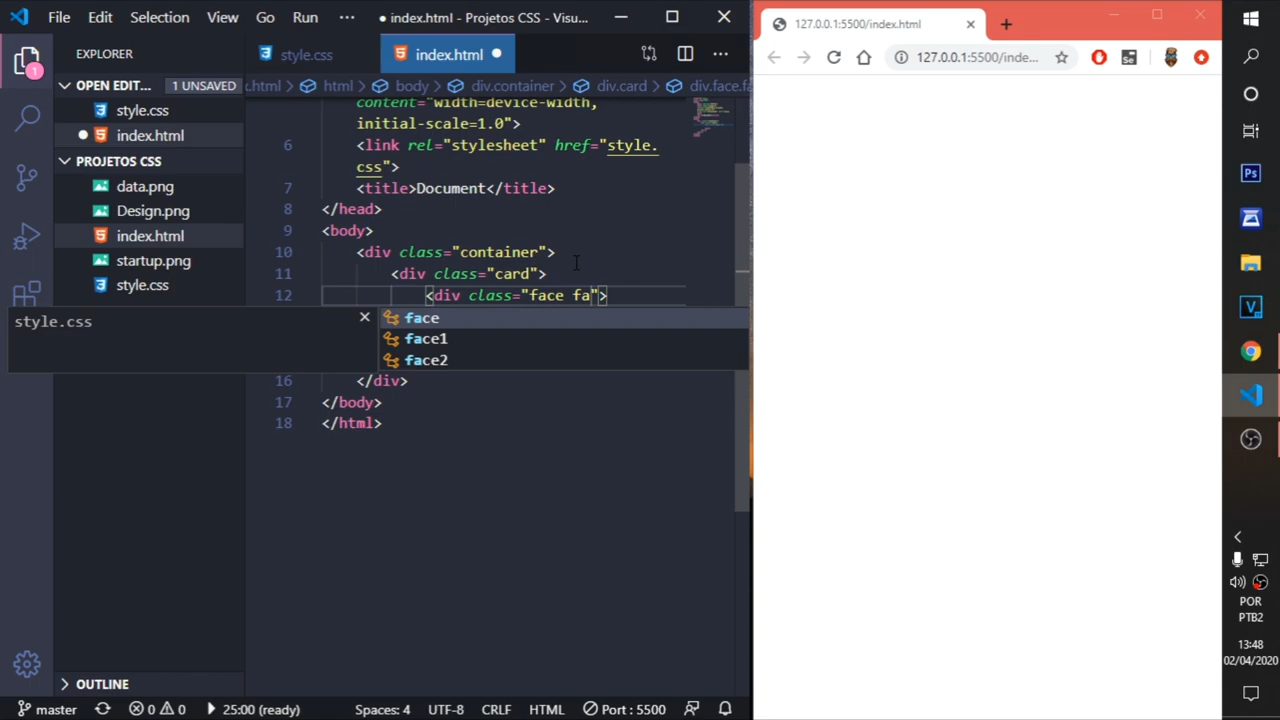 File Edit Selection View Go Run ··· ● index.html - Projetos CSS - Visu...
EXPLORER
OPEN EDIT... 1 UNSAVED
style.css
index.html
PROJETOS CSS
data.png
Design.png
index.html
startup.png
style.css
style.css
index.html
.html > html > body > div.container > div.card > div.face.fa
content="width=device-width,
initial-scale=1.0">
6 <link rel="stylesheet" href="style.
css">
7 <title>Document</title>
8 </head>
9 <body>
10 <div class="container">
11 <div class="card">
12 <div class="face fa">
style.css
face
face1
face2
16 </div>
17 </body>
18 </html>
OUTLINE
master 0 0 25:00 (ready) Spaces: 4 UTF-8 CRLF HTML Port : 5500
1
127.0.0.1:5500/index.html
127.0.0.1:5500/inde...
Se
Ps
V
POR
PTB2
13:48
02/04/2020